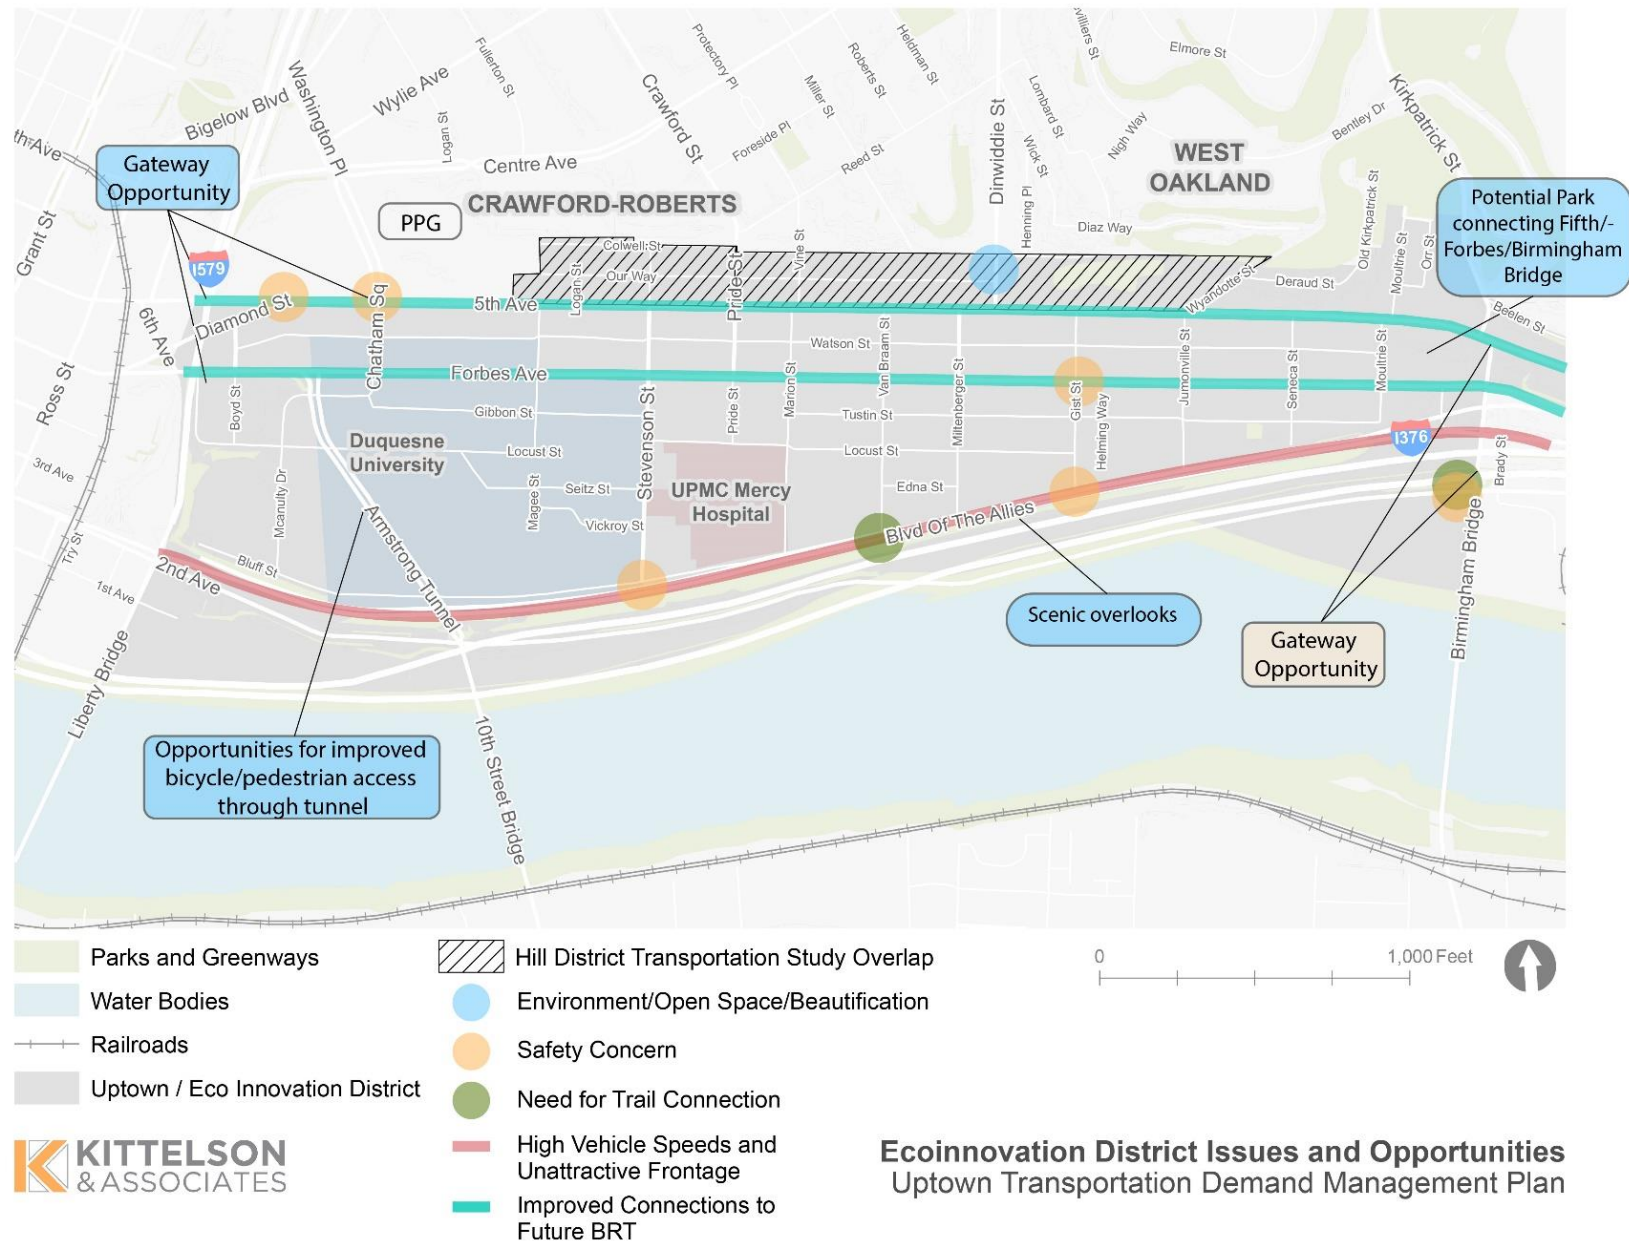 Fullerton St
Protectory Pl
Roberts St
Heldman St
villiers St
Elmore St
Washington Pl
Wylie Ave
Bigelow Blvd
Logan St
Crawford St
Miller St
Lombard St
Bentley Dr
Kirkpatrick St
th Ave
Gateway
Opportunity
Centre Ave
Foreside Pl
Reed St
Dinwiddie St
Wick St
Nigh Way
WEST
OAKLAND
Grant St
PPG
CRAWFORD-ROBERTS
Henning Pl
Diaz Way
Old Kirkpatrick St
Moultrie St
Orr St
Potential Park
connecting Fifth/-
Forbes/Birmingham
Bridge
I579
Colwell St
Our Way
Logan St
Pride St
Vine St
Wyandotte St
Deraud St
Beelen St
6th Ave
Diamond St
Chatham Sq
5th Ave
Watson St
Van Braam St
Miltenberger St
Jumonville St
Seneca St
Moultrie St
Ross St
Boyd St
Forbes Ave
Gibbon St
Stevenson St
Pride St
Marion St
Tustin St
Gist St
Helming Way
I376
3rd Ave
Mcanulty Dr
Duquesne
University
Locust St
Locust St
Brady St
Magee St
Seitz St
Vickroy St
UPMC Mercy
Hospital
Edna St
Blvd Of The Allies
Try St
1st Ave
2nd Ave
Bluff St
Armstrong Tunnel
Birmingham Bridge
Scenic overlooks
Gateway
Opportunity
Liberty Bridge
10th Street Bridge
Opportunities for improved
bicycle/pedestrian access
through tunnel
Parks and Greenways
Water Bodies
Railroads
Uptown / Eco Innovation District
Hill District Transportation Study Overlap
Environment/Open Space/Beautification
Safety Concern
Need for Trail Connection
High Vehicle Speeds and
Unattractive Frontage
Improved Connections to
Future BRT
0 1,000 Feet
KITTELSON
& ASSOCIATES
Ecoinnovation District Issues and Opportunities
Uptown Transportation Demand Management Plan